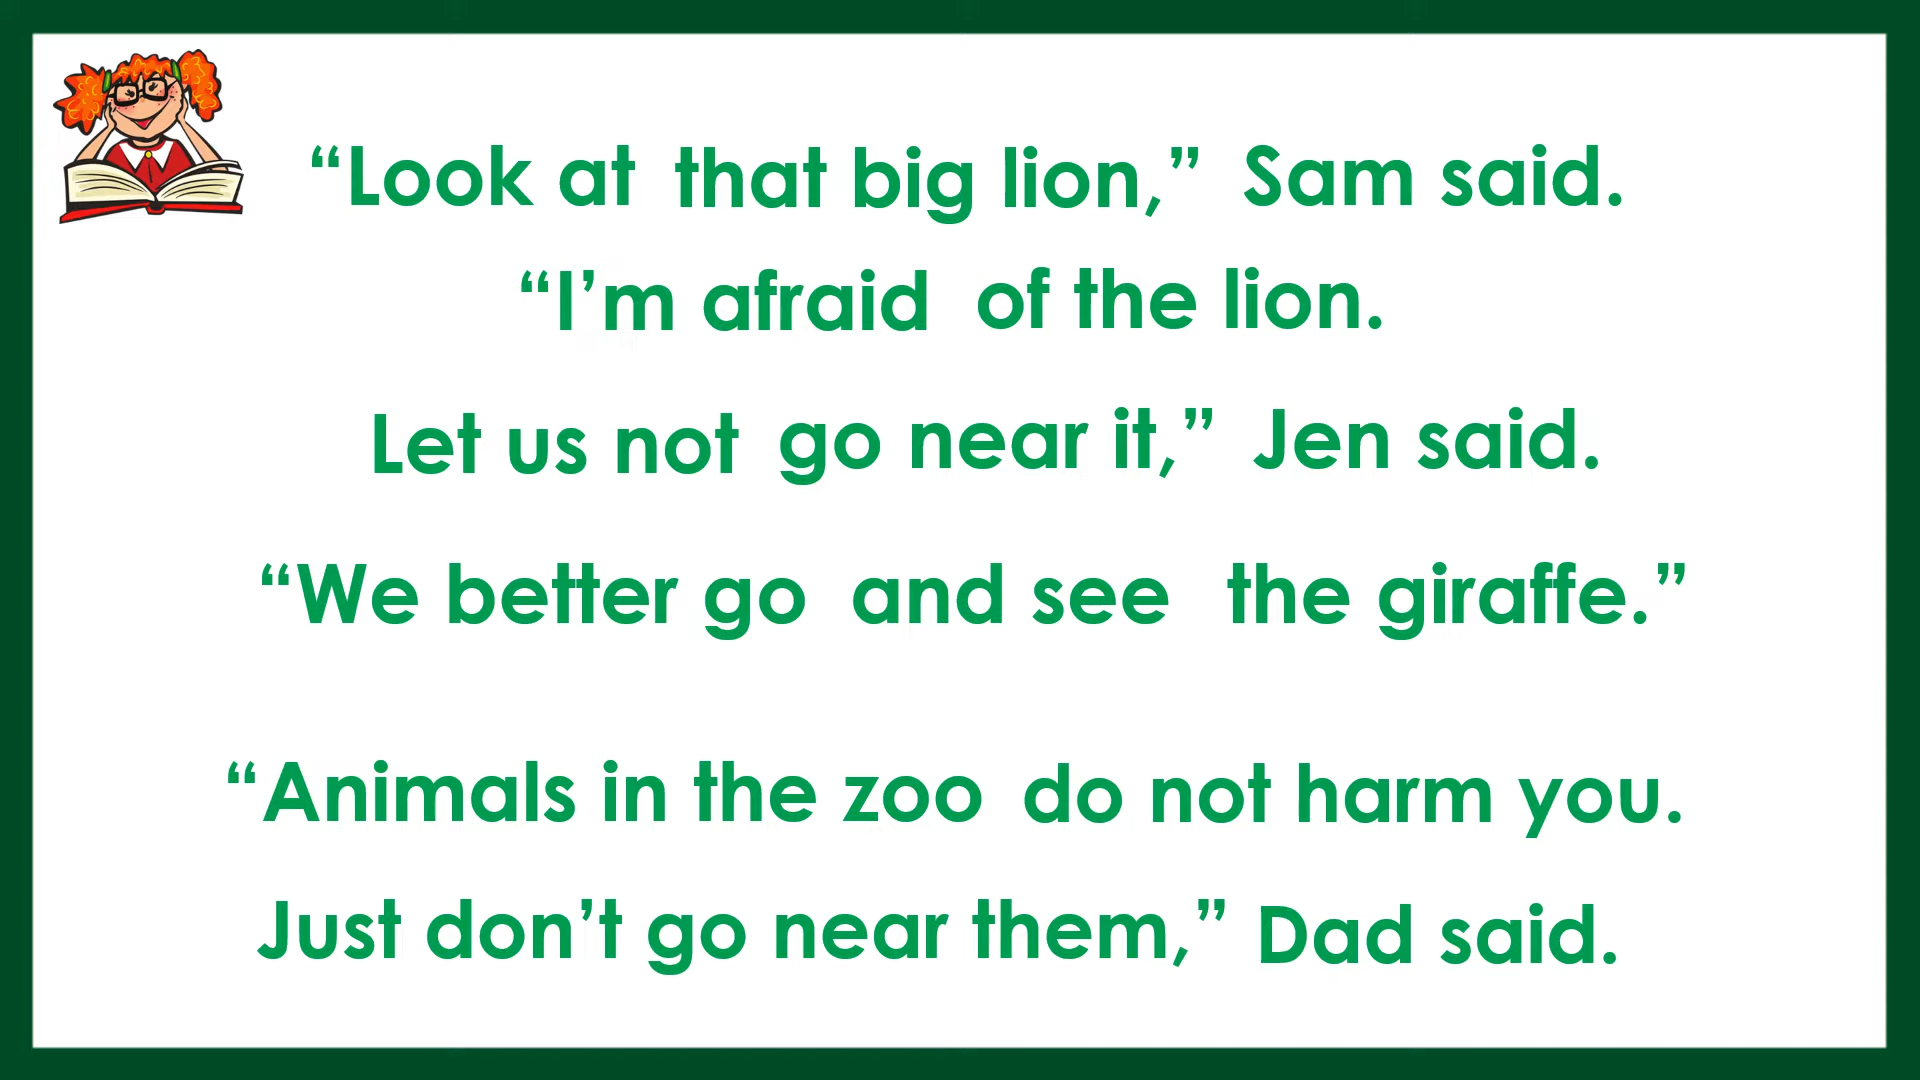 “Look at that big lion,” Sam said.
“I’m afraid of the lion.
Let us not go near it,” Jen said.
“We better go and see the giraffe.”
“Animals in the zoo do not harm you.
Just don’t go near them,” Dad said.